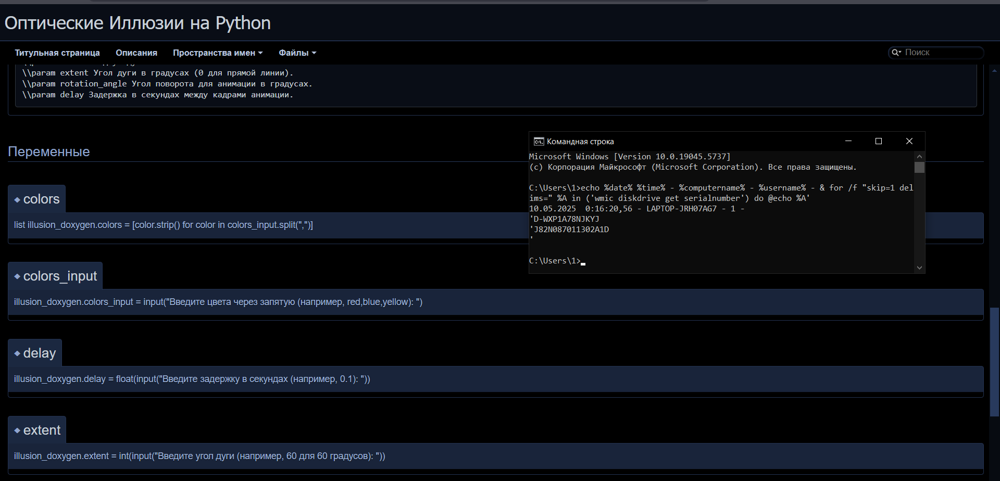 Оптические Иллюзии на Python
Титульная страница Описания Пространства имен Файлы Поиск
\\param extent Угол дуги в градусах (0 для прямой линии).
\\param rotation_angle Угол поворота для анимации в градусах.
\\param delay Задержка в секундах между кадрами анимации.
Переменные
colors
list illusion_doxygen.colors = [color.strip() for color in colors_input.split(",")]
colors_input
illusion_doxygen.colors_input = input("Введите цвета через запятую (например, red,blue,yellow): ")
delay
illusion_doxygen.delay = float(input("Введите задержку в секундах (например, 0.1): "))
extent
illusion_doxygen.extent = int(input("Введите угол дуги (например, 60 для 60 градусов): "))
Командная строка
Microsoft Windows [Version 10.0.19045.5737]
(c) Корпорация Майкрософт (Microsoft Corporation). Все права защищены.
C:\Users\1>echo %date% %time% - %computername% - %username% - & for /f "skip=1 del
ims=" %A in ('wmic diskdrive get serialnumber') do @echo %A'
10.05.2025  0:16:20,56 - LAPTOP-JRH07AG7 - 1 -
'D-WXP1A78NJKYJ
'J82N087011302A1D
'
C:\Users\1>